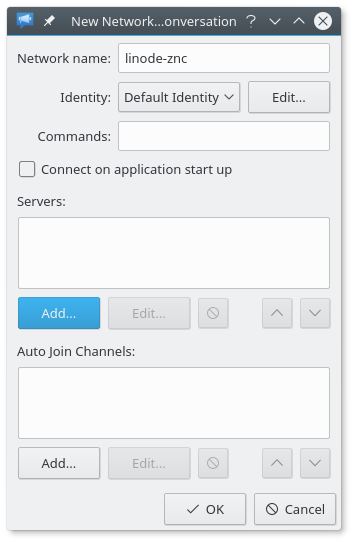 New Network...onversation
Network name: linode-znc
Identity: Default Identity Edit...
Commands:
Connect on application start up
Servers:
Add... Edit...
Auto Join Channels:
Add... Edit...
OK Cancel